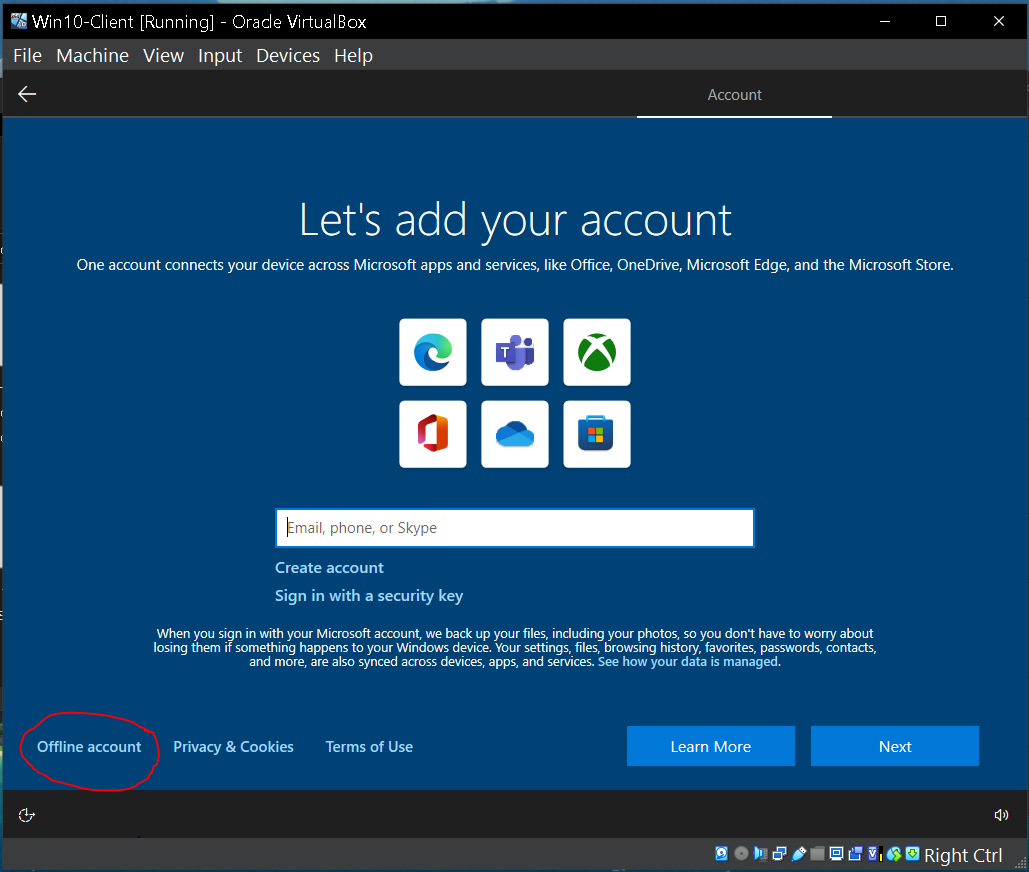 Win10-Client [Running] - Oracle VirtualBox
File Machine View Input Devices Help
Account
Let's add your account
One account connects your device across Microsoft apps and services, like Office, OneDrive, Microsoft Edge, and the Microsoft Store.
T
Email, phone, or Skype
Create account
Sign in with a security key
When you sign in with your Microsoft account, we back up your files, including your photos, so you don't have to worry about
losing them if something happens to your Windows device. Your settings, files, browsing history, favorites, passwords, contacts,
and more, are also synced across devices, apps, and services. See how your data is managed.
Offline account Privacy & Cookies Terms of Use Learn More Next
Right Ctrl